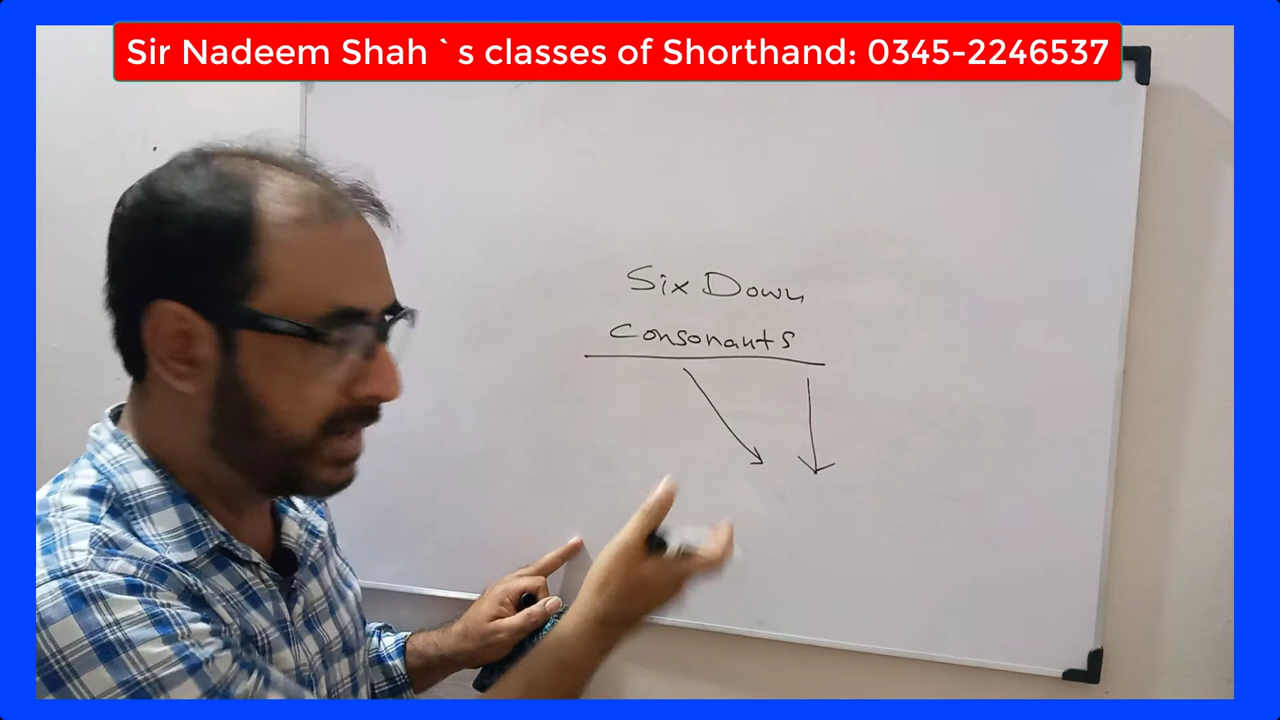 Sir Nadeem Shah `s classes of Shorthand: 0345-2246537
Six Down
Consonants